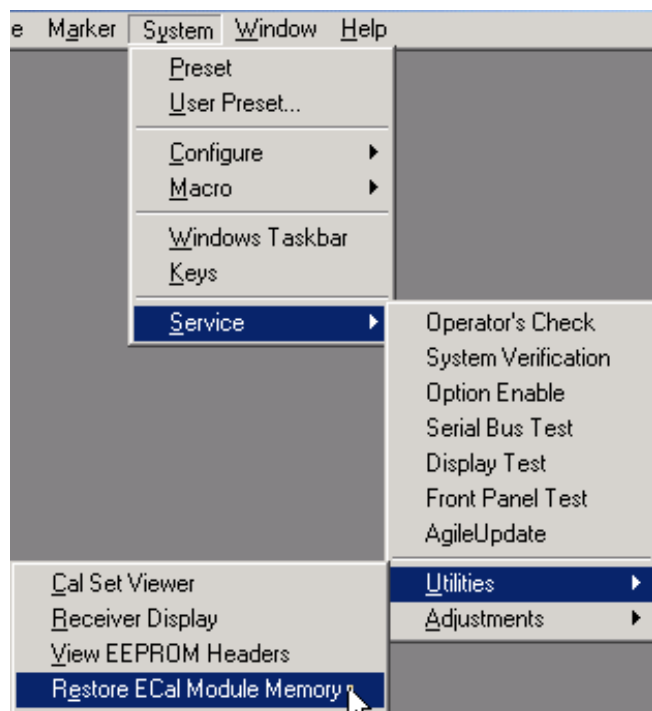 e Marker System Window Help
Preset
User Preset...
Configure
Macro
Windows Taskbar
Keys
Service
Operator's Check
System Verification
Option Enable
Serial Bus Test
Display Test
Front Panel Test
AgileUpdate
Utilities
Adjustments
Cal Set Viewer
Receiver Display
View EEPROM Headers
Restore ECal Module Memory